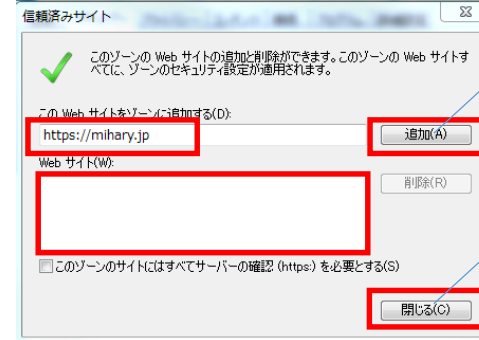 信頼済みサイト
このゾーンの Web サイトの追加と削除ができます。このゾーンの Web サイトす
べてに、ゾーンのセキュリティ設定が適用されます。
この Web サイトをゾーンに追加する(D):
https://mihary.jp
追加(A)
Web サイト(W):
削除(R)
このゾーンのサイトにはすべてサーバーの確認 (https:) を必要とする(S)
閉じる(C)